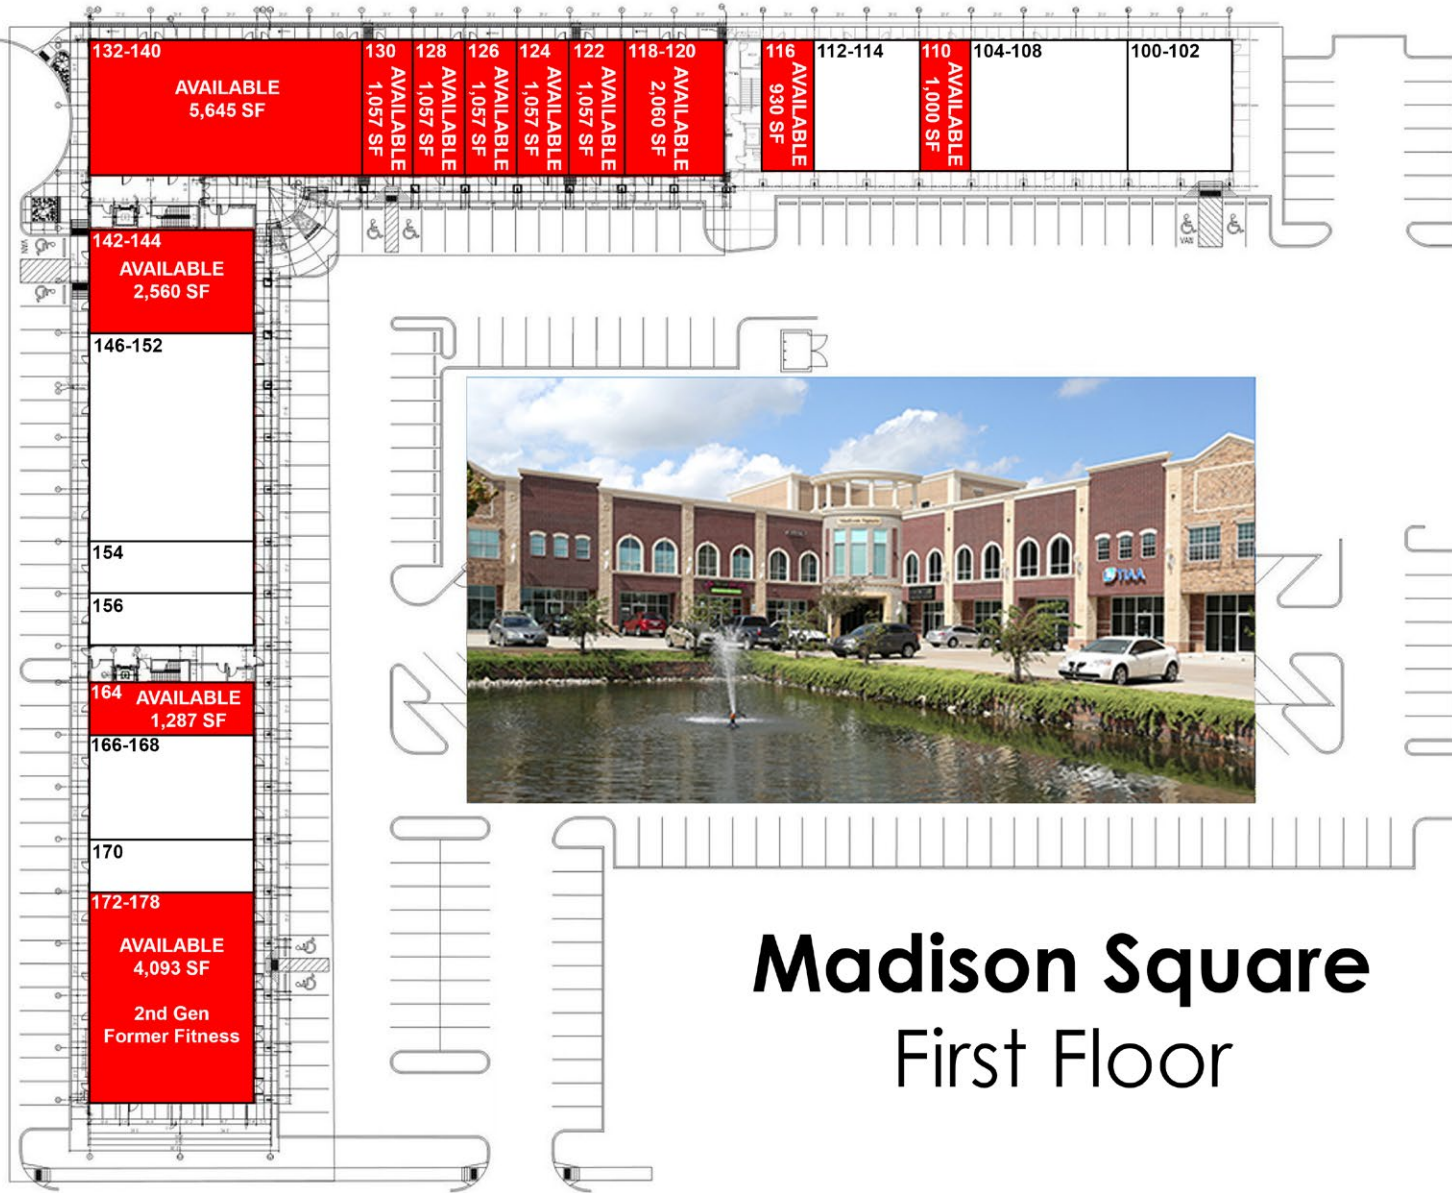 132-140
AVAILABLE
5,645 SF
130
AVAILABLE
1,057 SF
128
AVAILABLE
1,057 SF
126
AVAILABLE
1,057 SF
124
AVAILABLE
1,057 SF
122
AVAILABLE
1,057 SF
118-120
AVAILABLE
2,060 SF
116
AVAILABLE
930 SF
112-114
110
AVAILABLE
1,000 SF
104-108
100-102
VAN
VAN
142-144
AVAILABLE
2,560 SF
146-152
154
156
164 AVAILABLE
1,287 SF
166-168
170
172-178
AVAILABLE
4,093 SF
2nd Gen
Former Fitness
TIAA
Madison Square
First Floor